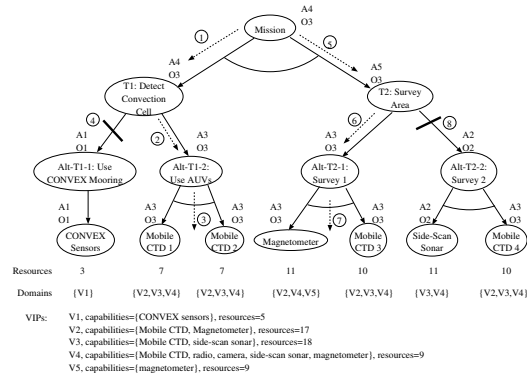 A4
O3
Mission
1
5
A4
O3
A5
O3
T1: Detect
Convection
Cell
T2: Survey
Area
4
2
6
8
A1
O1
A3
O3
A3
O3
A2
O2
Alt-T1-1: Use
CONVEX Mooring
Alt-T1-2:
Use AUVs
Alt-T2-1:
Survey 1
Alt-T2-2:
Survey 2
A1
O1
A3
O3
3
A3
O3
A3
O3
7
A3
O3
A2
O2
A2
O2
CONVEX
Sensors
Mobile
CTD 1
Mobile
CTD 2
Magnetometer
Mobile
CTD 3
Side-Scan
Sonar
Mobile
CTD 4
Resources 3 7 7 11 10 11 10
Domains {V1} {V2,V3,V4} {V2,V3,V4} {V2,V4,V5} {V2,V3,V4} {V3,V4} {V2,V3,V4}
VIPs: V1, capabilities={CONVEX sensors}, resources=5
V2, capabilities={Mobile CTD, Magnetometer}, resources=17
V3, capabilities={Mobile CTD, side-scan sonar}, resources=18
V4, capabilities={Mobile CTD, radio, camera, side-scan sonar, magnetometer}, resources=9
V5, capabilities={magnetometer}, resources=9